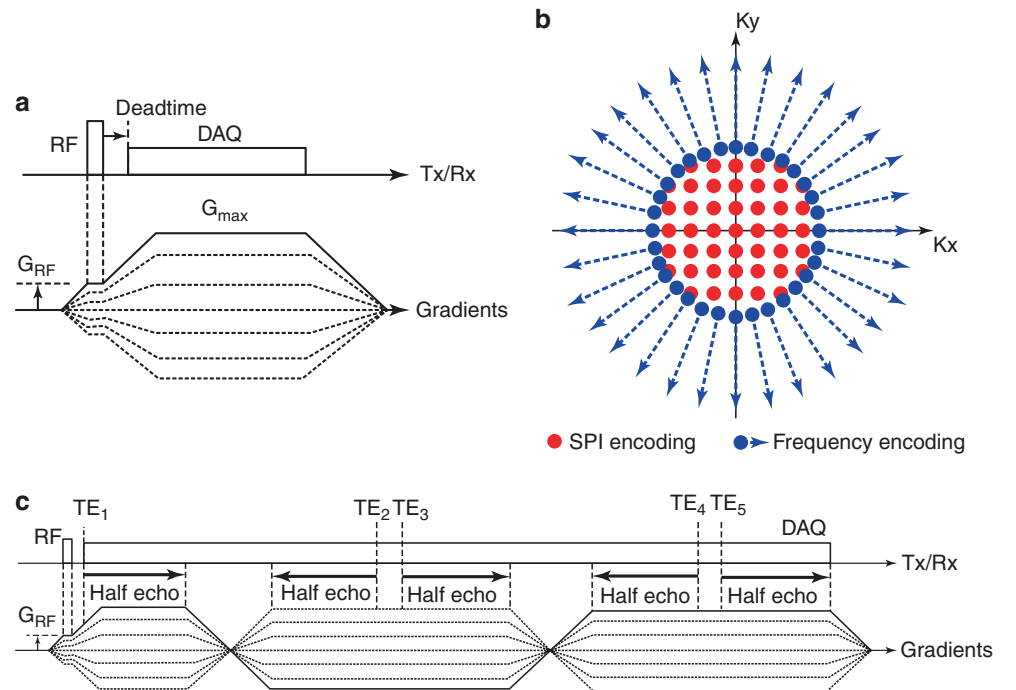 a
Deadtime
RF
DAQ
Tx/Rx
G_max
G_RF
Gradients
b
Ky
Kx
SPI encoding
Frequency encoding
c
TE_1
TE_2 TE_3
TE_4 TE_5
RF
DAQ
Tx/Rx
Half echo
Half echo
Half echo
Half echo
Half echo
G_RF
Gradients